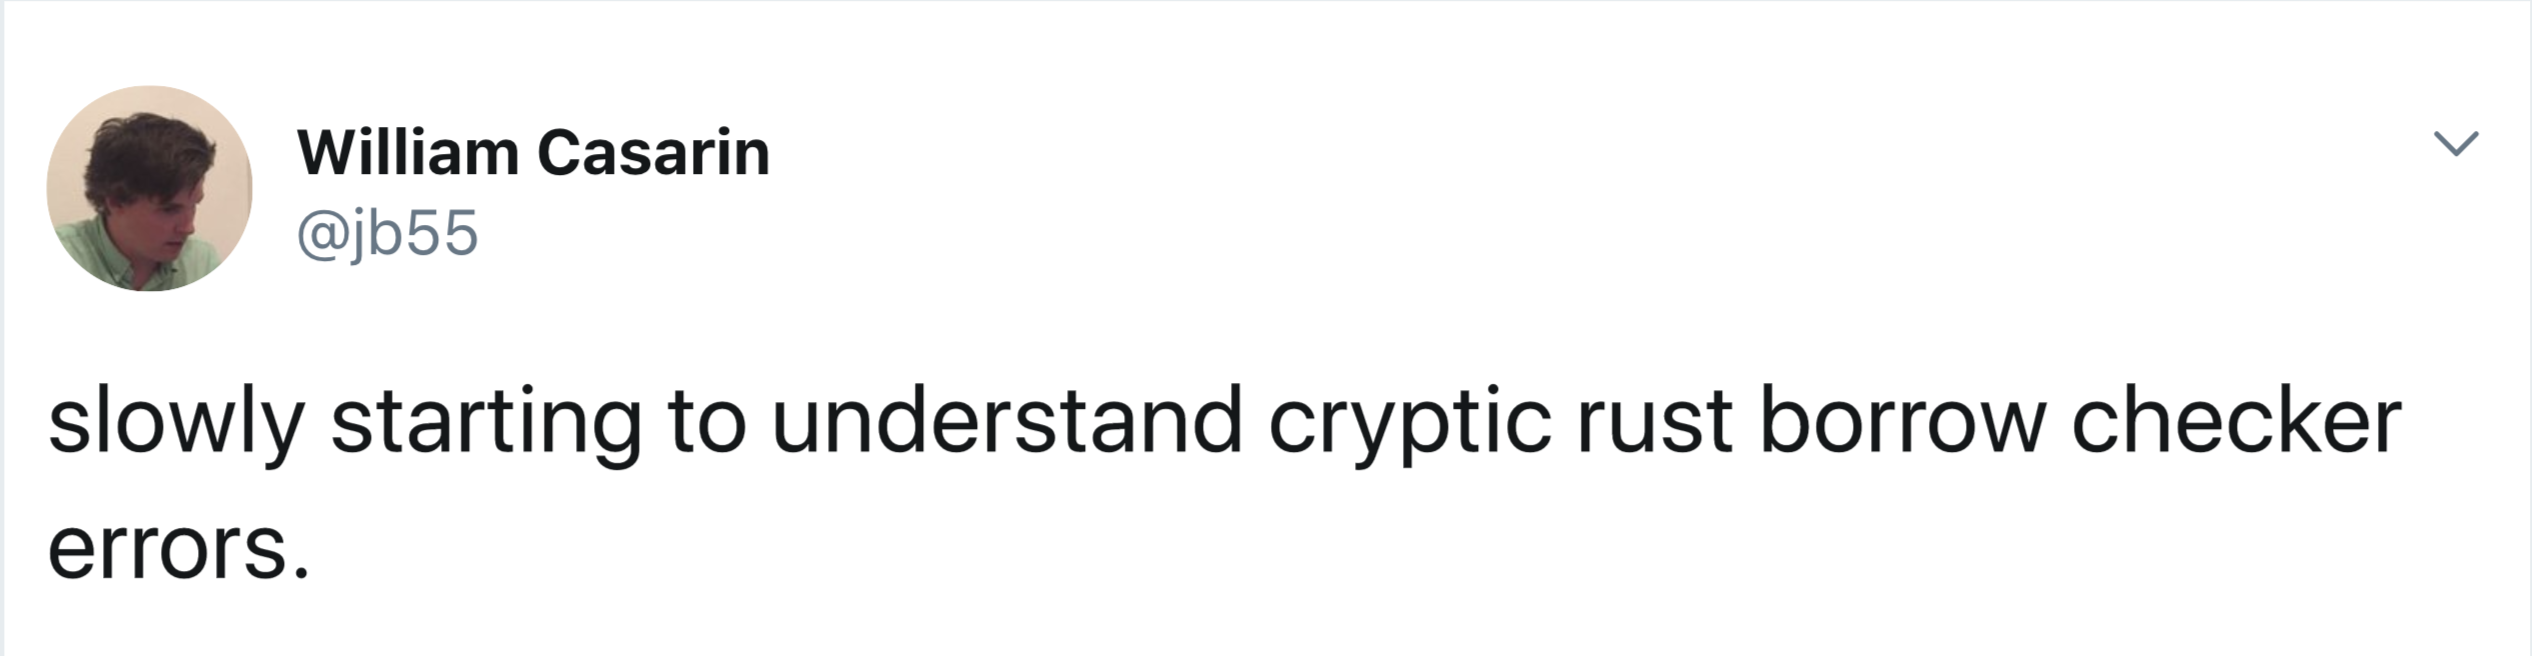 William Casarin
@jb55
slowly starting to understand cryptic rust borrow checker
errors.